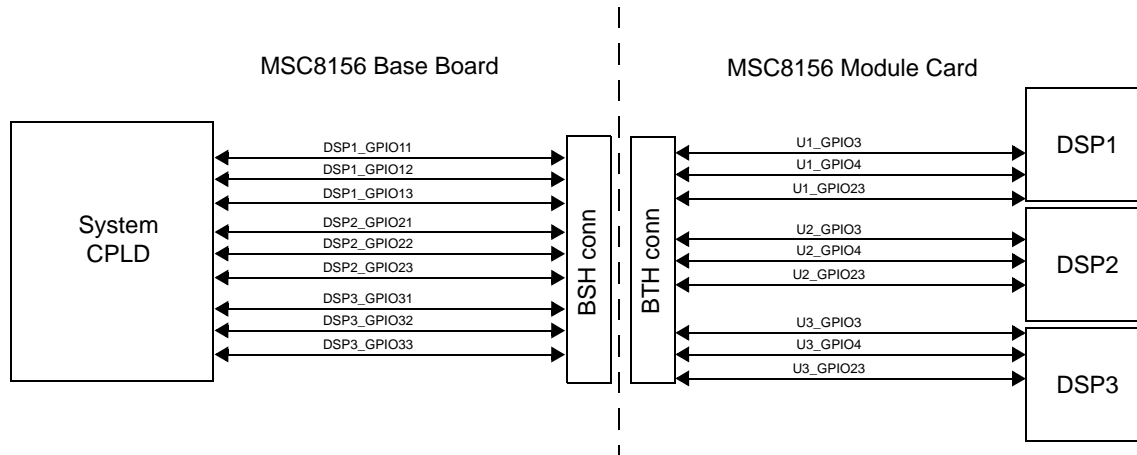 MSC8156 Base Board
MSC8156 Module Card
System
CPLD
DSP1_GPIO11
DSP1_GPIO12
DSP1_GPIO13
DSP2_GPIO21
DSP2_GPIO22
DSP2_GPIO23
DSP3_GPIO31
DSP3_GPIO32
DSP3_GPIO33
BSH conn
BTH conn
U1_GPIO3
U1_GPIO4
U1_GPIO23
U2_GPIO3
U2_GPIO4
U2_GPIO23
U3_GPIO3
U3_GPIO4
U3_GPIO23
DSP1
DSP2
DSP3